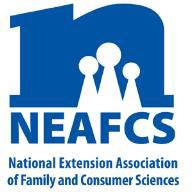 n
NEAFCS
National Extension Association
of Family and Consumer Sciences